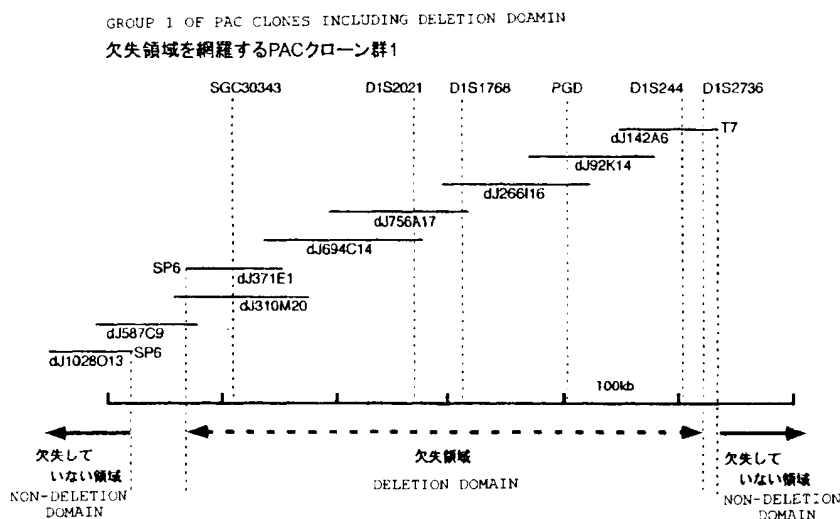 GROUP 1 OF PAC CLONES INCLUDING DELETION DOAMIN
欠失領域を網羅するPACクローン群1
SGC30343 D1S2021 D1S1768 PGD D1S244 D1S2736
T7
dJ142A6
dJ92K14
dJ266I16
dJ756A17
dJ694C14
SP6
dJ371E1
dJ310M20
dJ587C9
SP6
dJ1028O13
100kb
欠失して
いない領域
NON-DELETION
DOMAIN
欠失領域
DELETION DOMAIN
欠失して
いない領域
NON-DELETION
DOMAIN